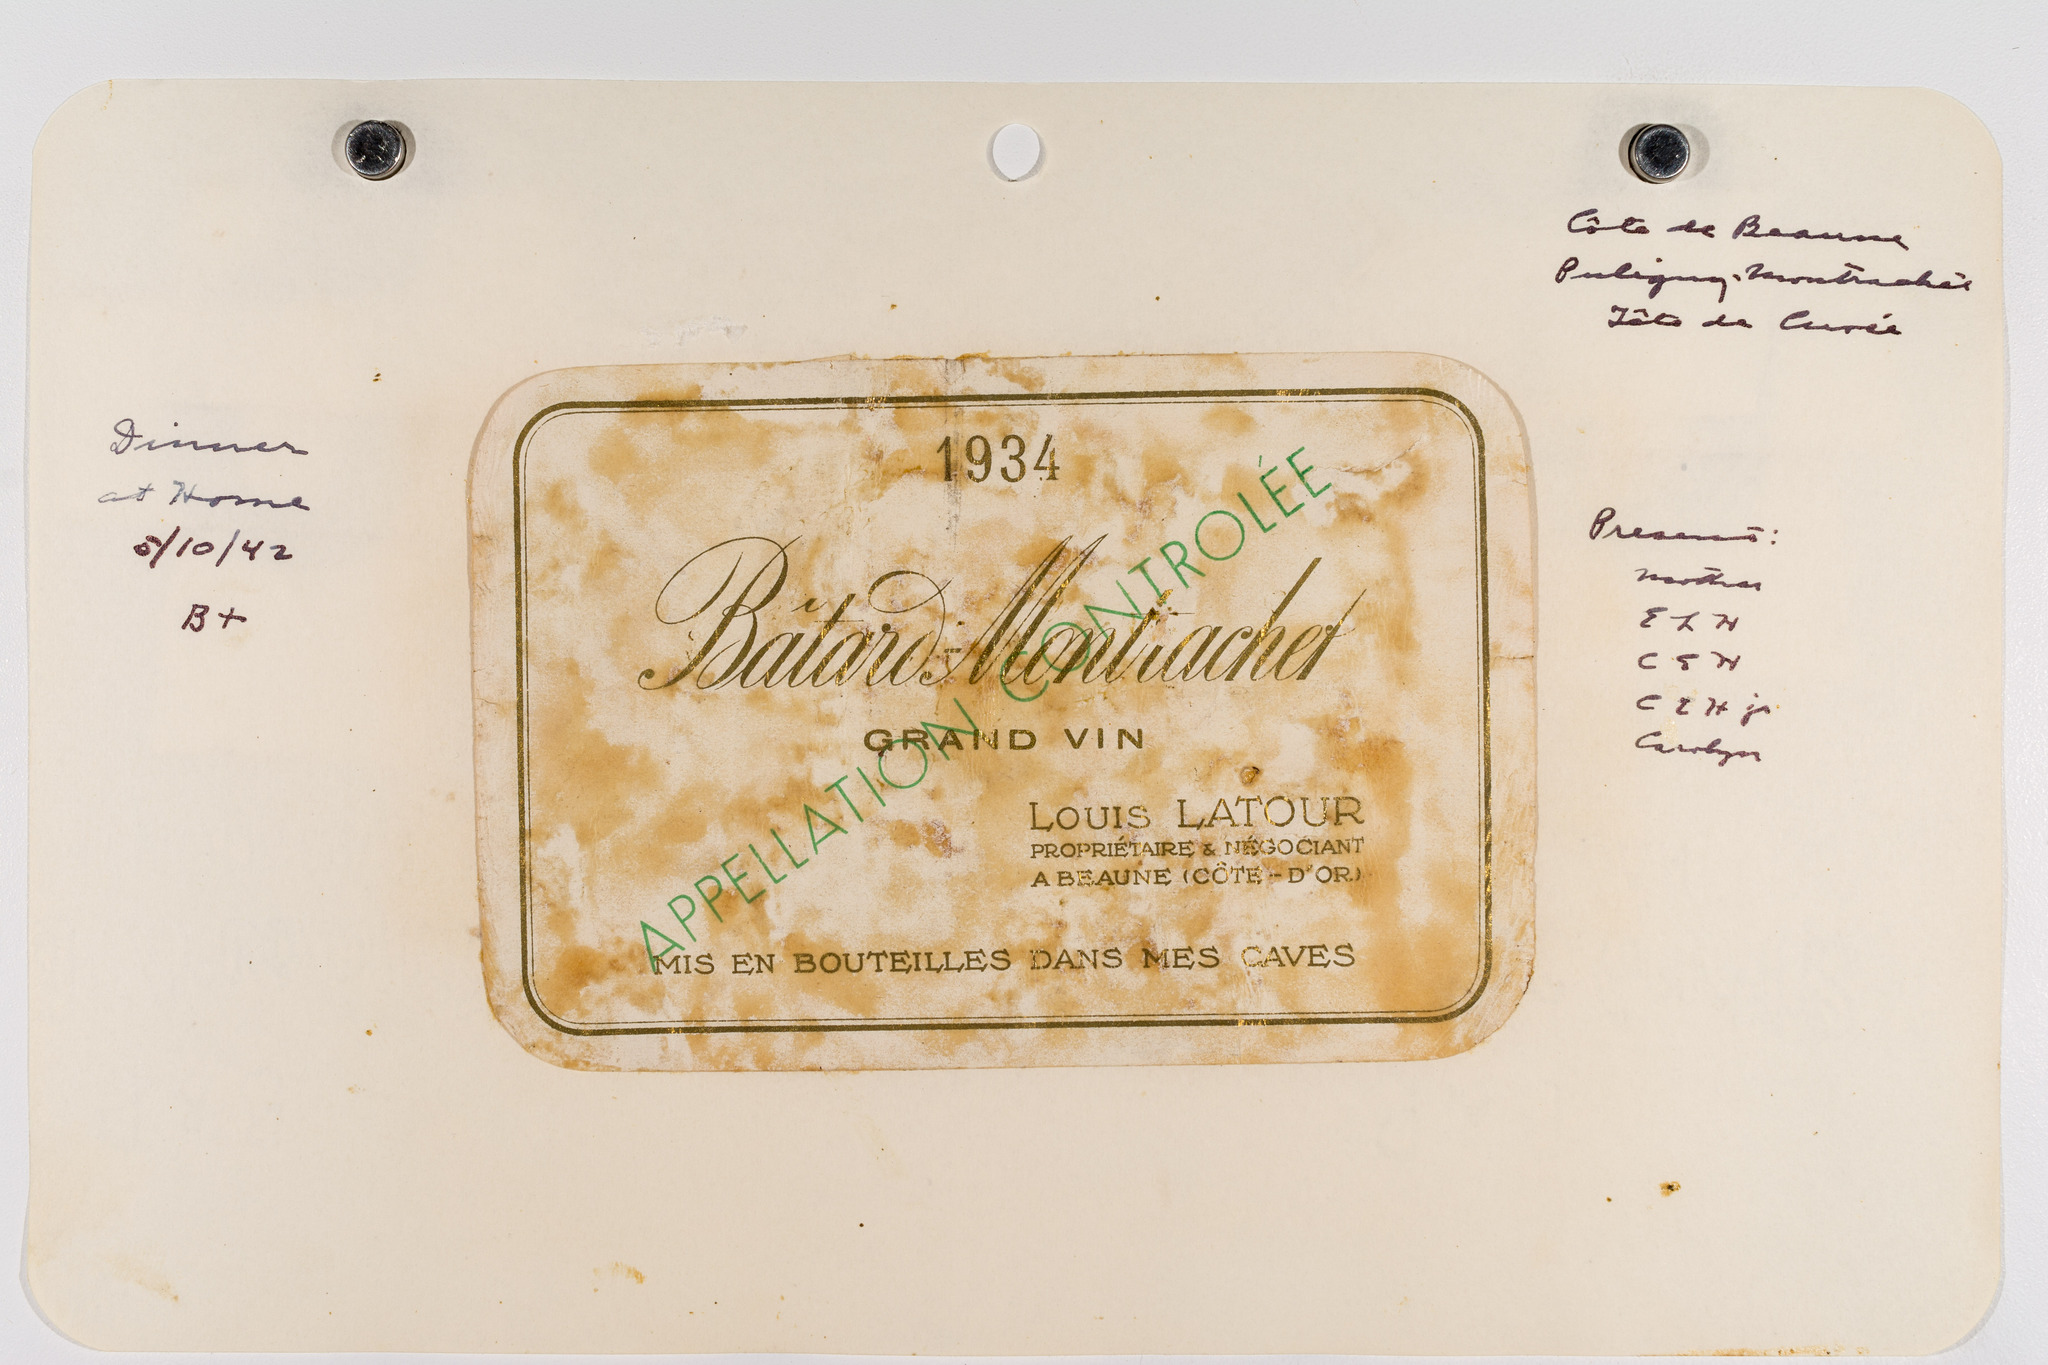 Côte de Beaune
Puligny-Montrachet
Tête de Cuvée
Dinner
at Home
5/10/42
B+
1934
Bâtard-Montrachet
GRAND VIN
APPELLATION CONTROLÉE
LOUIS LATOUR
PROPRIÉTAIRE & NÉGOCIANT
A BEAUNE (CÔTE-D'OR)
MIS EN BOUTEILLES DANS MES CAVES
Present:
Mother
E L H
C E H
C E H jr
Carolyn